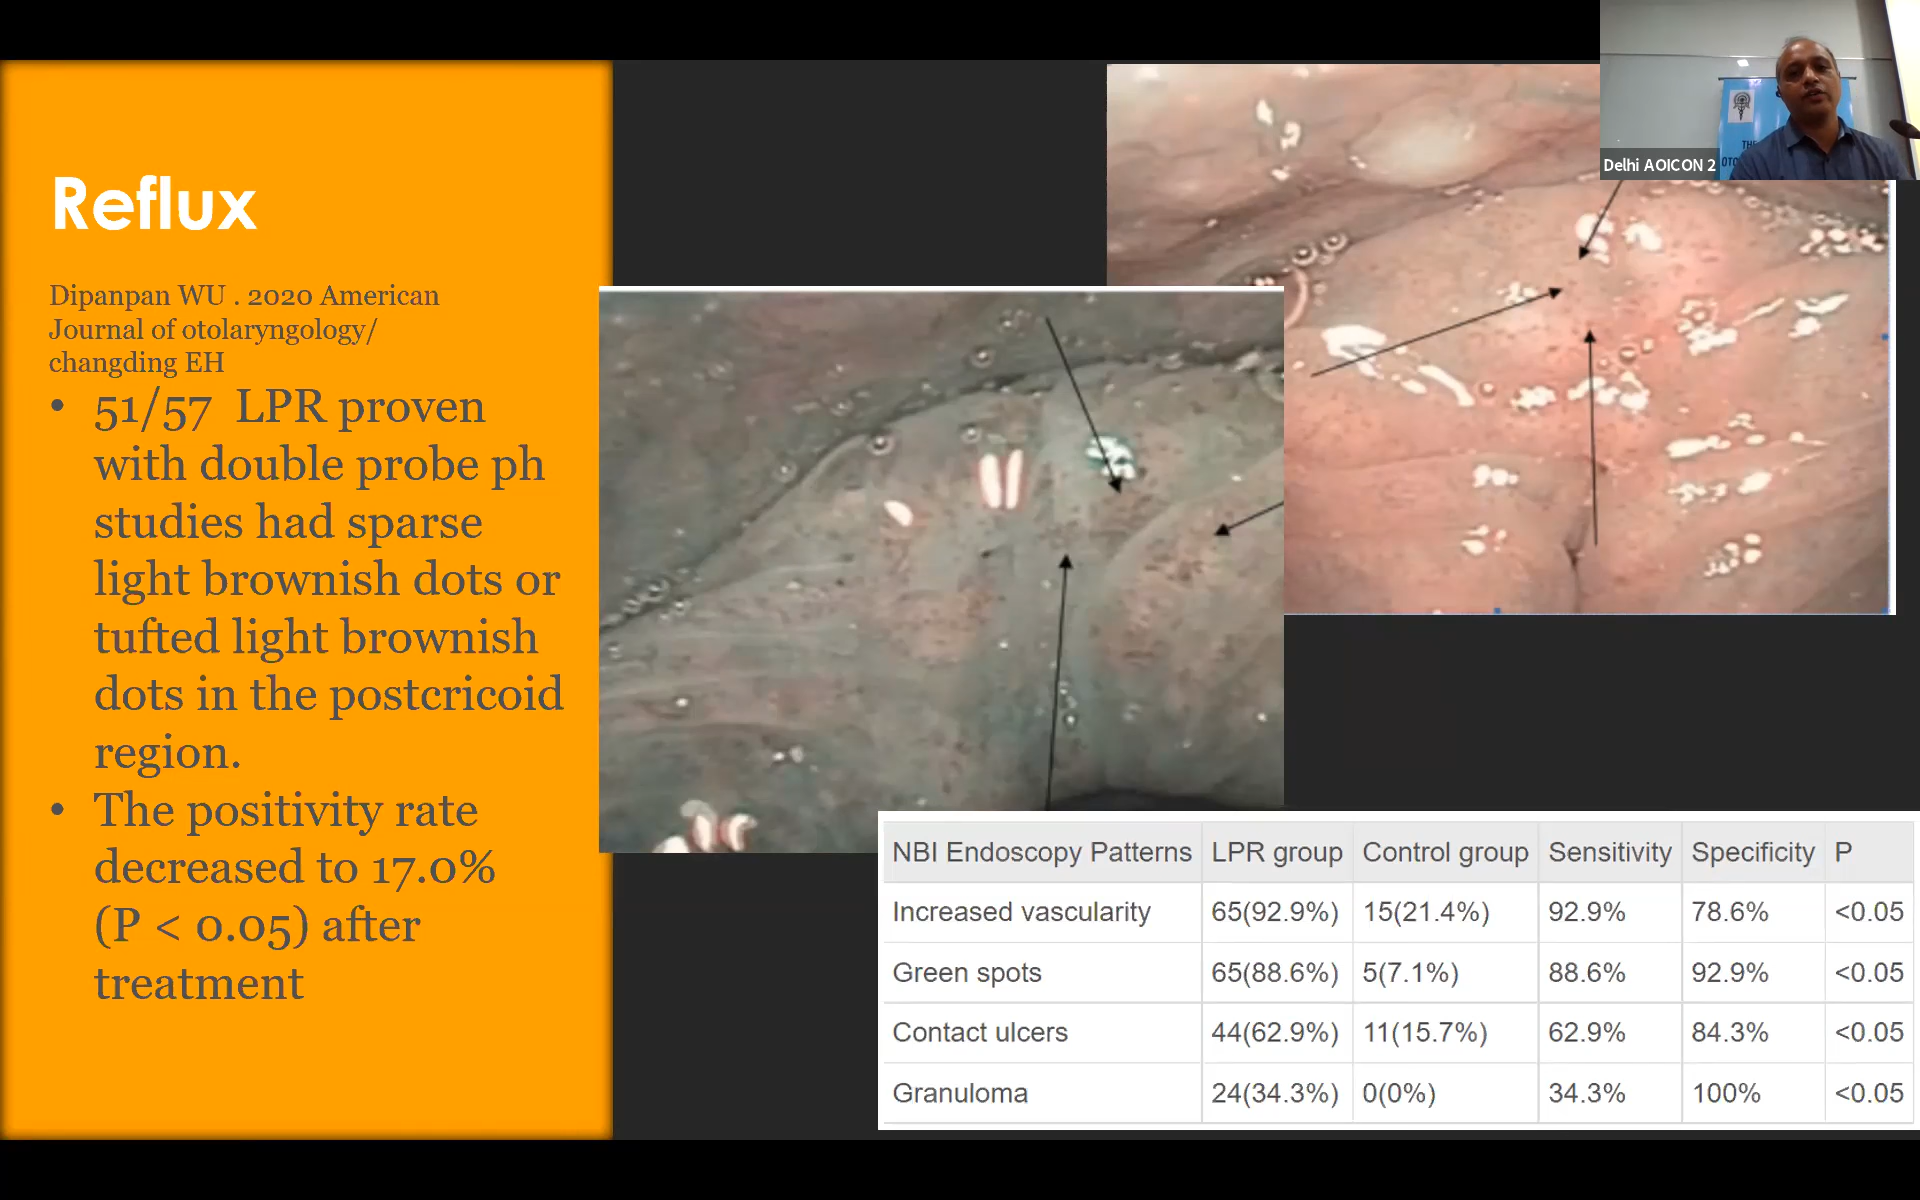 Reflux
Dipanpan WU . 2020 American
Journal of otolaryngology/
changding EH
• 51/57 LPR proven
with double probe ph
studies had sparse
light brownish dots or
tufted light brownish
dots in the postcricoid
region.
• The positivity rate
decreased to 17.0%
(P < 0.05) after
treatment
Delhi AOICON 2
THE
NBI Endoscopy Patterns LPR group Control group Sensitivity Specificity P
Increased vascularity 65(92.9%) 15(21.4%) 92.9% 78.6% <0.05
Green spots 65(88.6%) 5(7.1%) 88.6% 92.9% <0.05
Contact ulcers 44(62.9%) 11(15.7%) 62.9% 84.3% <0.05
Granuloma 24(34.3%) 0(0%) 34.3% 100% <0.05